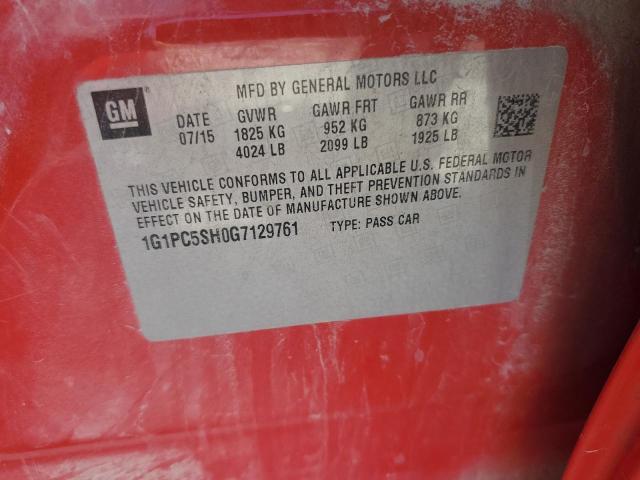 MFD BY GENERAL MOTORS LLC
GM
DATE GVWR GAWR FRT GAWR RR
07/15 1825 KG 952 KG 873 KG
4024 LB 2099 LB 1925 LB
THIS VEHICLE CONFORMS TO ALL APPLICABLE U.S. FEDERAL MOTOR
VEHICLE SAFETY, BUMPER, AND THEFT PREVENTION STANDARDS IN
EFFECT ON THE DATE OF MANUFACTURE SHOWN ABOVE.
1G1PC5SH0G7129761 TYPE: PASS CAR